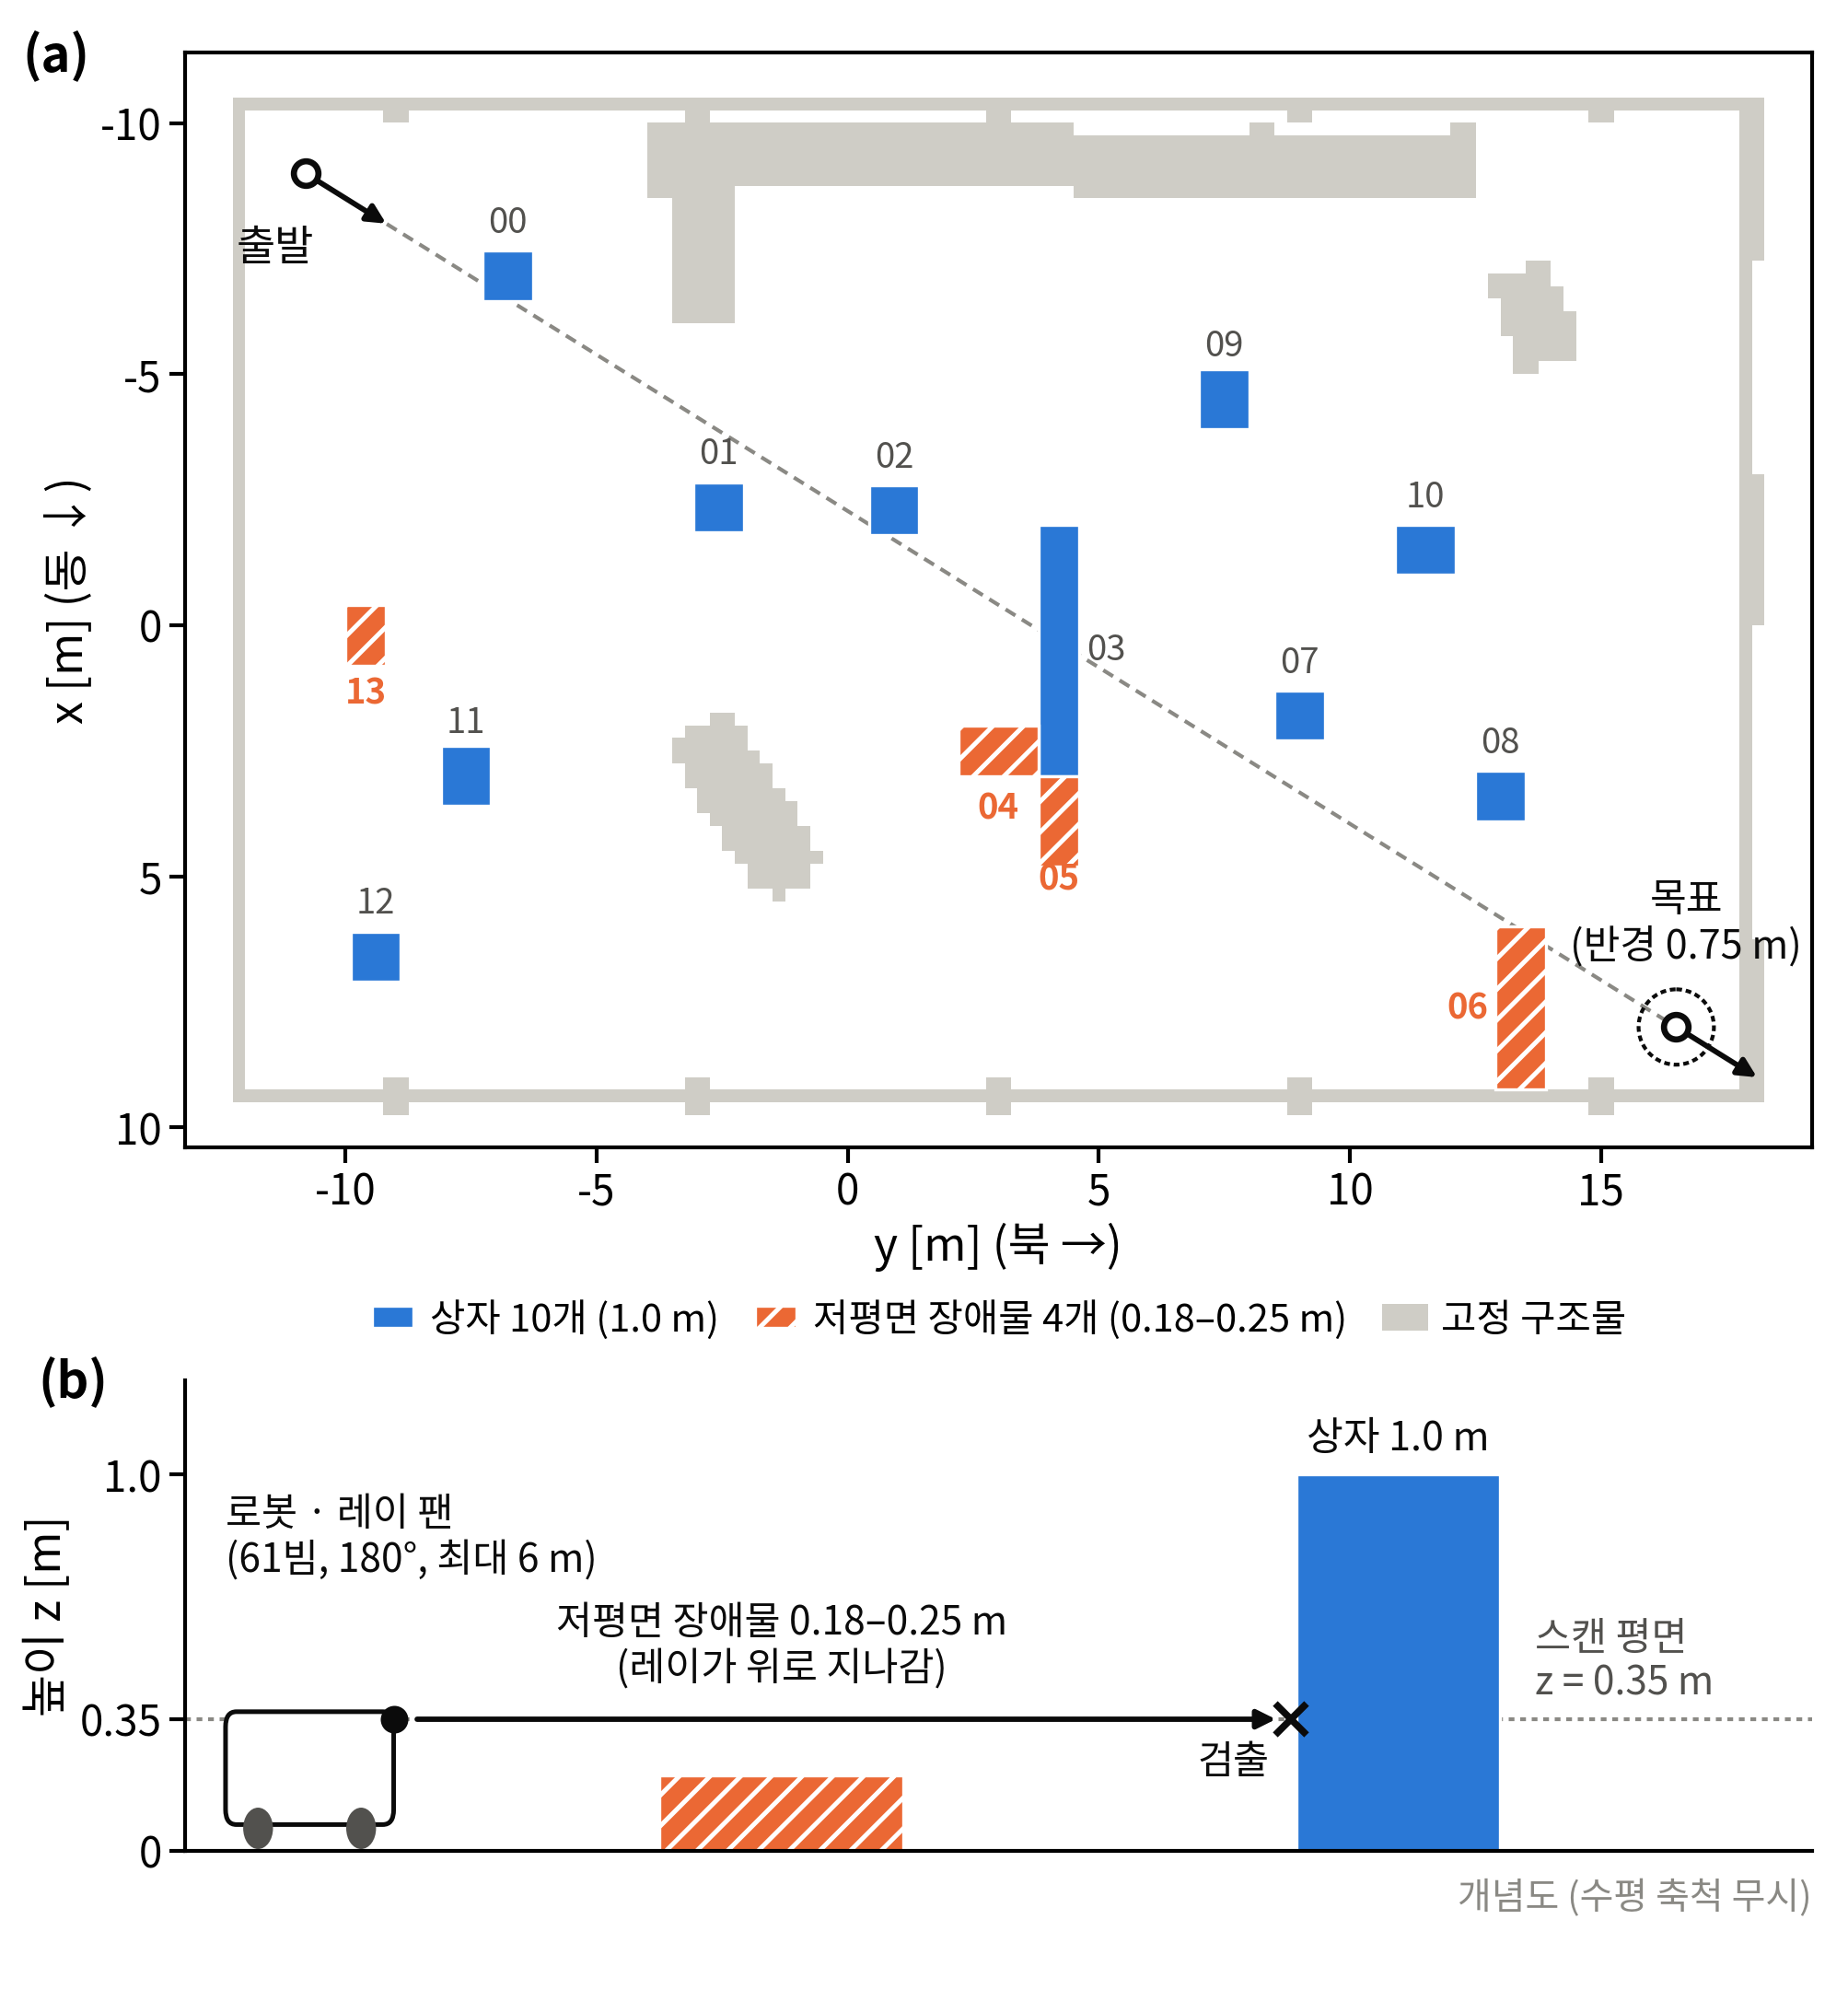 (a)
-10
-5
0
5
10
x [m] (동 ↓)
출발
00
09
01
02
10
03
07
13
11
08
04
05
12
목표
(반경 0.75 m)
06
-10
-5
0
5
10
15
y [m] (북 →)
상자 10개 (1.0 m)
저평면 장애물 4개 (0.18–0.25 m)
고정 구조물
(b)
높이 z [m]
1.0
0.35
0
상자 1.0 m
로봇 · 레이 팬
(61빔, 180°, 최대 6 m)
저평면 장애물 0.18–0.25 m
(레이가 위로 지나감)
스캔 평면
z = 0.35 m
검출
개념도 (수평 축척 무시)